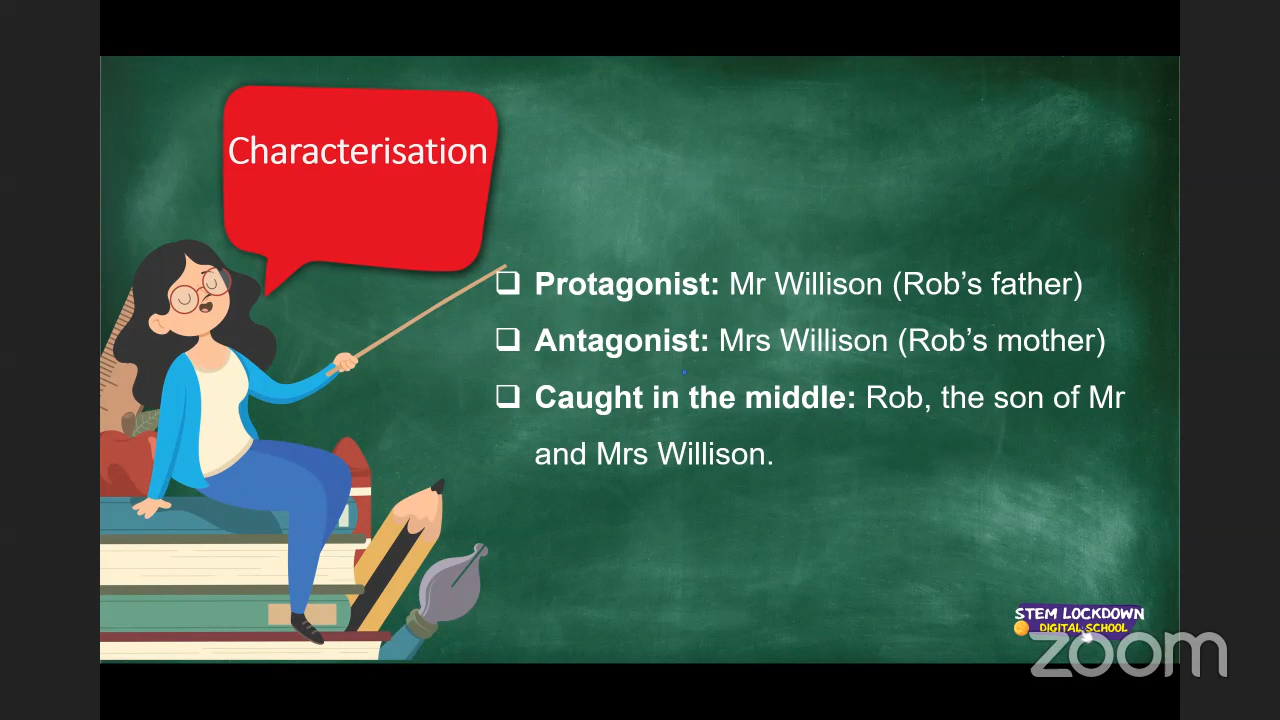 Characterisation
❑ Protagonist: Mr Willison (Rob’s father)
❑ Antagonist: Mrs Willison (Rob’s mother)
❑ Caught in the middle: Rob, the son of Mr
and Mrs Willison.
STEM LOCKDOWN
DIGITAL SCHOOL
zoom